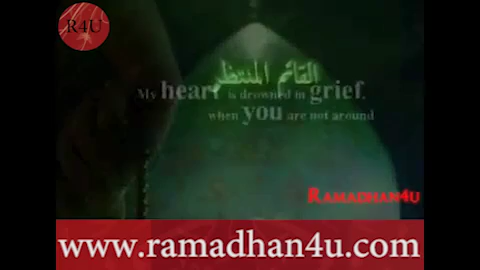 R4U
القائم المنتظر
My heart is drowned in grief.
when you are not around
RAMADHAN4U
www.ramadhan4u.com